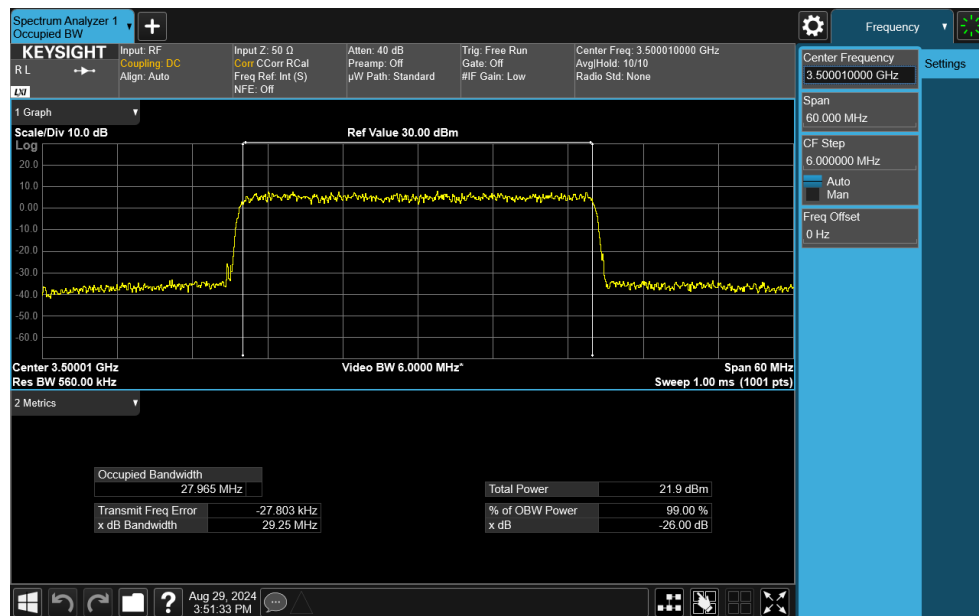 Spectrum Analyzer 1
Occupied BW
Frequency
KEYSIGHT
R L
LXI
Input: RF
Coupling: DC
Align: Auto
Input Z: 50 Ω
Corr CCorr RCal
Freq Ref: Int (S)
NFE: Off
Atten: 40 dB
Preamp: Off
µW Path: Standard
Trig: Free Run
Gate: Off
#IF Gain: Low
Center Freq: 3.500010000 GHz
Avg|Hold: 10/10
Radio Std: None
Center Frequency
3.500010000 GHz
Settings
Span
60.000 MHz
CF Step
6.000000 MHz
Auto
Man
Freq Offset
0 Hz
1 Graph
Scale/Div 10.0 dB
Ref Value 30.00 dBm
Log
20.0
10.0
0.00
-10.0
-20.0
-30.0
-40.0
-50.0
-60.0
Center 3.50001 GHz
Video BW 6.0000 MHz*
Span 60 MHz
Res BW 560.00 kHz
Sweep 1.00 ms (1001 pts)
2 Metrics
Occupied Bandwidth
27.965 MHz
Total Power 21.9 dBm
Transmit Freq Error -27.803 kHz
% of OBW Power 99.00 %
x dB Bandwidth 29.25 MHz
x dB -26.00 dB
?
Aug 29, 2024
3:51:33 PM